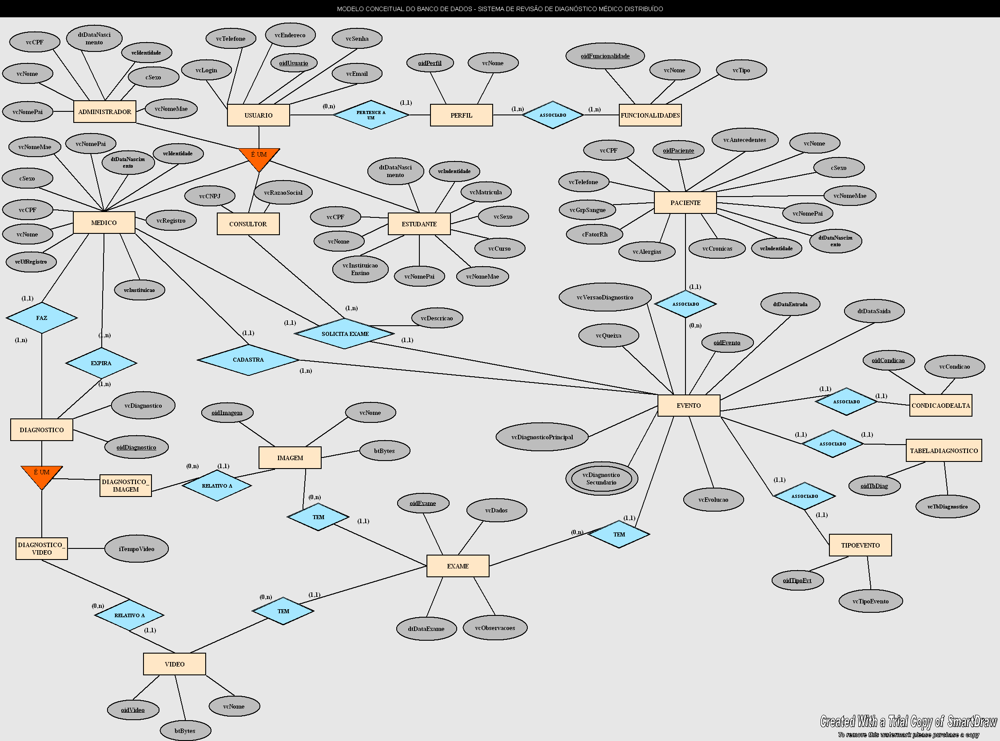 MODELO CONCEITUAL DO BANCO DE DADOS - SISTEMA DE REVISÃO DE DIAGNÓSTICO MÉDICO DISTRIBUÍDO
vcCPF
dtDataNasci
mento
vcIdentidade
vcNome
cSexo
vcNomePai
vcNomeMae
ADMINISTRADOR
vcTelefone
vcEndereco
vcSenha
vcLogin
oidUsuario
vcEmail
USUARIO
(0,n)
PERTENCE A
UM
(1,1)
oidPerfil
vcNome
PERFIL
(1,n)
ASSOCIADO
(1,n)
oidFuncionalidade
vcNome
vcTipo
FUNCIONALIDADES
É UM
vcNomeMae
vcNomePai
dtDataNascim
ento
vcIdentidade
cSexo
vcCPF
vcNome
vcUfRegistro
MEDICO
vcRegistro
vcInstituicao
vcCNPJ
vcRazaoSocial
CONSULTOR
dtDataNasci
mento
vcIndentidade
vcMatricula
vcCPF
vcSexo
ESTUDANTE
vcNome
vcCurso
vcInstituicao
Ensino
vcNomePai
vcNomeMae
vcCPF
oidPaciente
vcAntecedentes
vcNome
cSexo
vcTelefone
vcNomeMae
vcGrpSangue
PACIENTE
vcNomePai
cFatorRh
vcAlergias
vcCronicas
vcIndentidade
dtDataNascim
ento
(1,1)
ASSOCIADO
(0,n)
(1,1)
FAZ
(1,n)
(1,n)
EXPIRA
(1,n)
(1,1)
CADASTRA
(1,n)
(1,n)
(1,1)
SOLICITA EXAME
(1,1)
vcDescricao
vcVersaoDiagnostico
dtDataEntrada
dtDataSaida
vcQueixa
oidEvento
EVENTO
vcDiagnosticoPrincipal
vcDiagnostico
Secundario
vcEvolucao
oidCondicao
vcCondicao
(1,1)
ASSOCIADO
(1,1)
CONDICAODEALTA
(1,1)
ASSOCIADO
(1,1)
TABELADIAGNOSTICO
oidTbDiag
vcTbDiagnostico
(1,1)
ASSOCIADO
(1,1)
TIPOEVENTO
oidTipoEvt
vcTipoEvento
vcDiagnostico
DIAGNOSTICO
oidDiagnostico
É UM
DIAGNOSTICO_
IMAGEM
(0,n)
(1,1)
RELATIVO A
oidImagem
vcNome
IMAGEM
btBytes
(0,n)
TEM
(1,1)
oidExame
vcDados
EXAME
dtDataExame
vcObservacoes
(0,n)
TEM
(1,1)
DIAGNOSTICO_
VIDEO
iTempoVideo
(0,n)
RELATIVO A
(1,1)
(0,n)
TEM
(1,1)
VIDEO
oidVideo
btBytes
vcNome
Created With a Trial Copy of SmartDraw
To remove this watermark please purchase a copy